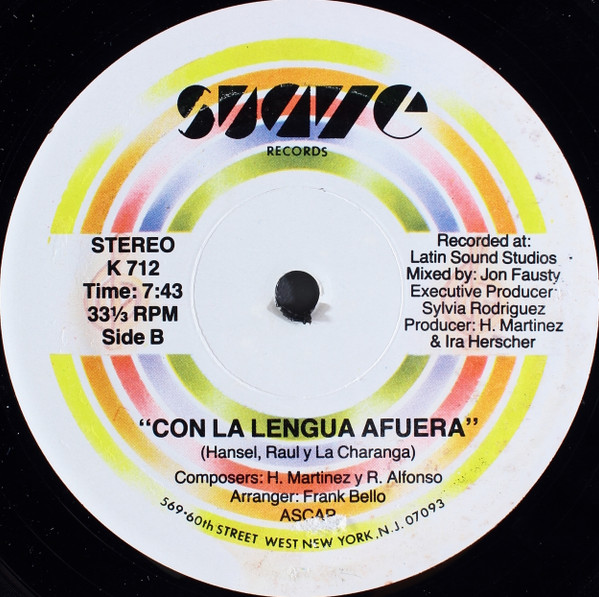 suave
RECORDS
STEREO
K 712
Time: 7:43
33⅓ RPM
Side B
Recorded at:
Latin Sound Studios
Mixed by: Jon Fausty
Executive Producer
Sylvia Rodriguez
Producer: H. Martinez
& Ira Herscher
“CON LA LENGUA AFUERA”
(Hansel, Raul y La Charanga)
Composers: H. Martinez y R. Alfonso
Arranger: Frank Bello
ASCAP
569•60th STREET WEST NEW YORK, N.J. 07093